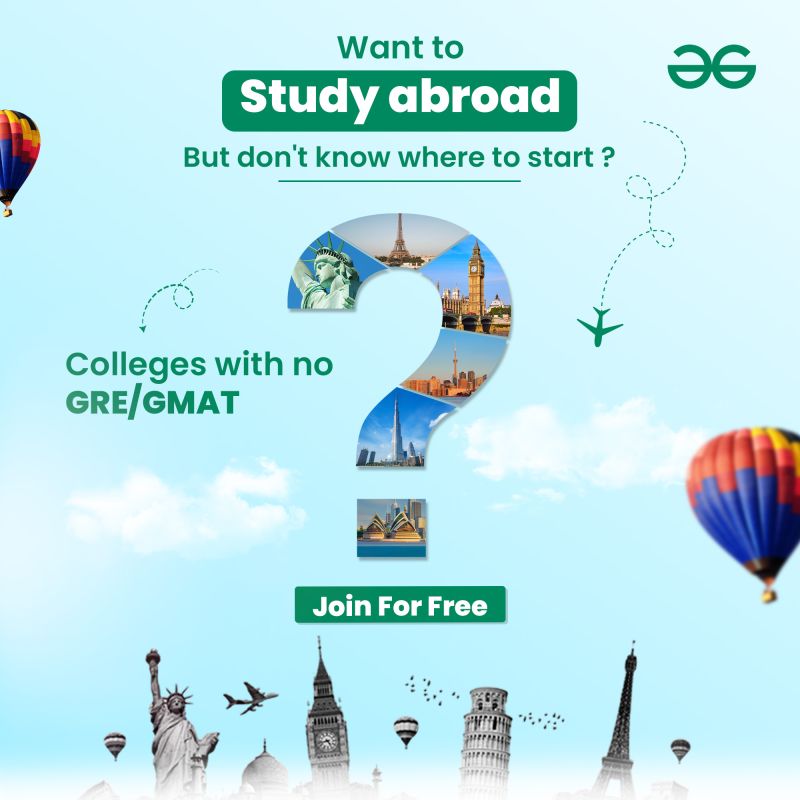 Want to
Study abroad
But don't know where to start ?
Colleges with no
GRE/GMAT
Join For Free